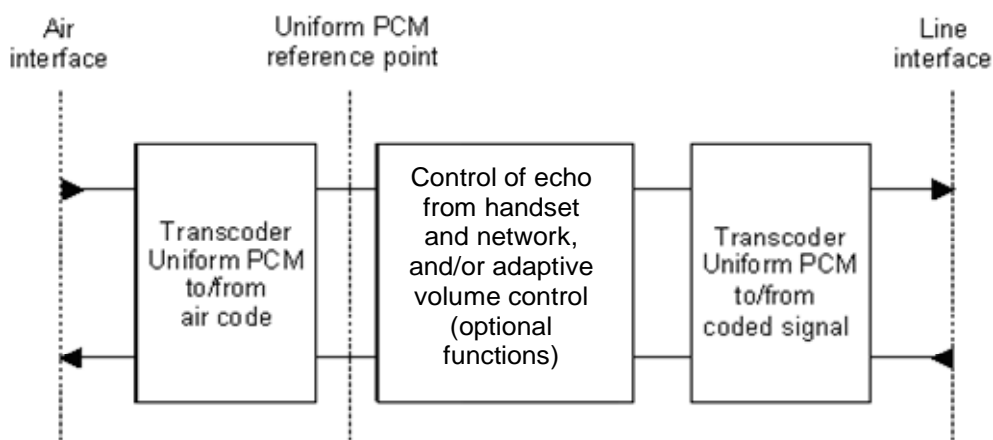 Air
interface
Uniform PCM
reference point
Line
interface
Transcoder
Uniform PCM
to/from
air code
Control of echo
from handset
and network,
and/or adaptive
volume control
(optional
functions)
Transcoder
Uniform PCM
to/from
coded signal